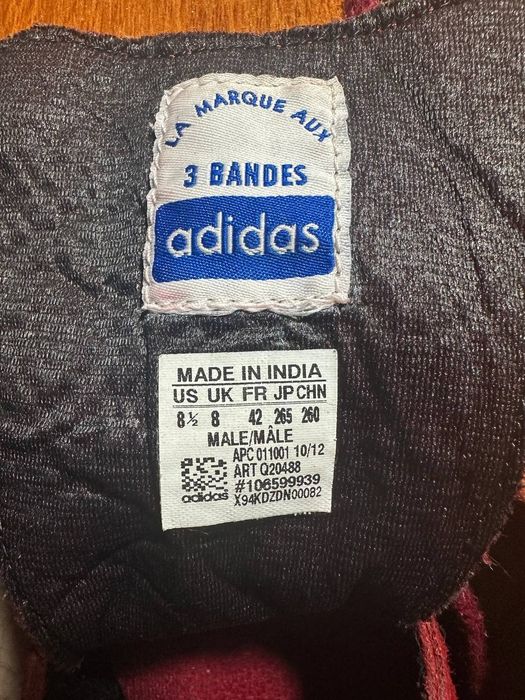 LA MARQUE AUX
3 BANDES
adidas
MADE IN INDIA
US UK FR JP CHN
8½ 8 42 265 260
MALE/MÂLE
APC 011001 10/12
ART Q20488
#106599939
adidas X94KDZDN00082